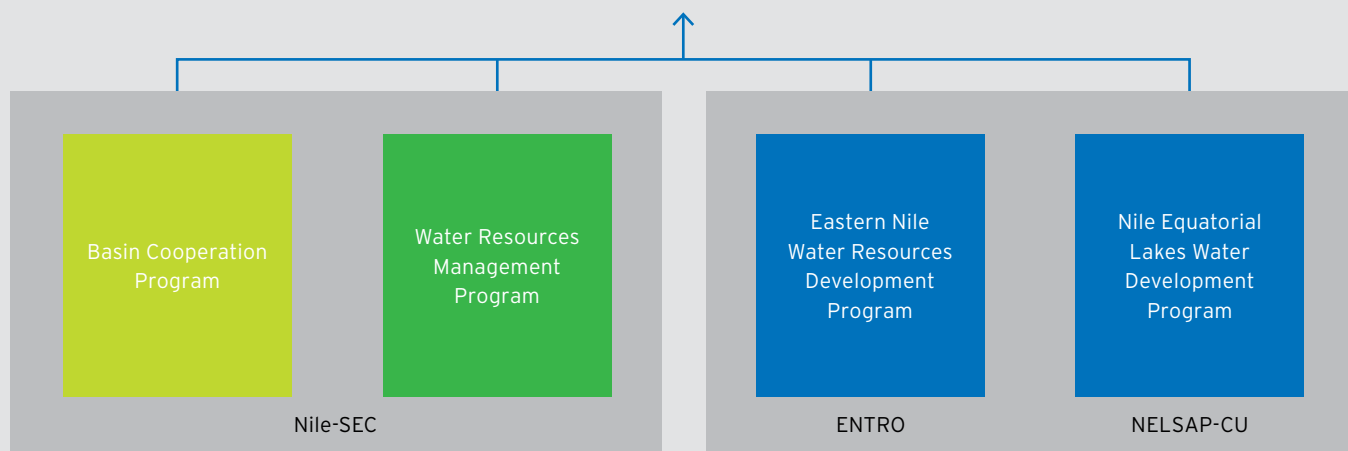 Basin Cooperation
Program
Water Resources
Management
Program
Eastern Nile
Water Resources
Development
Program
Nile Equatorial
Lakes Water
Development
Program
Nile-SEC
ENTRO
NELSAP-CU